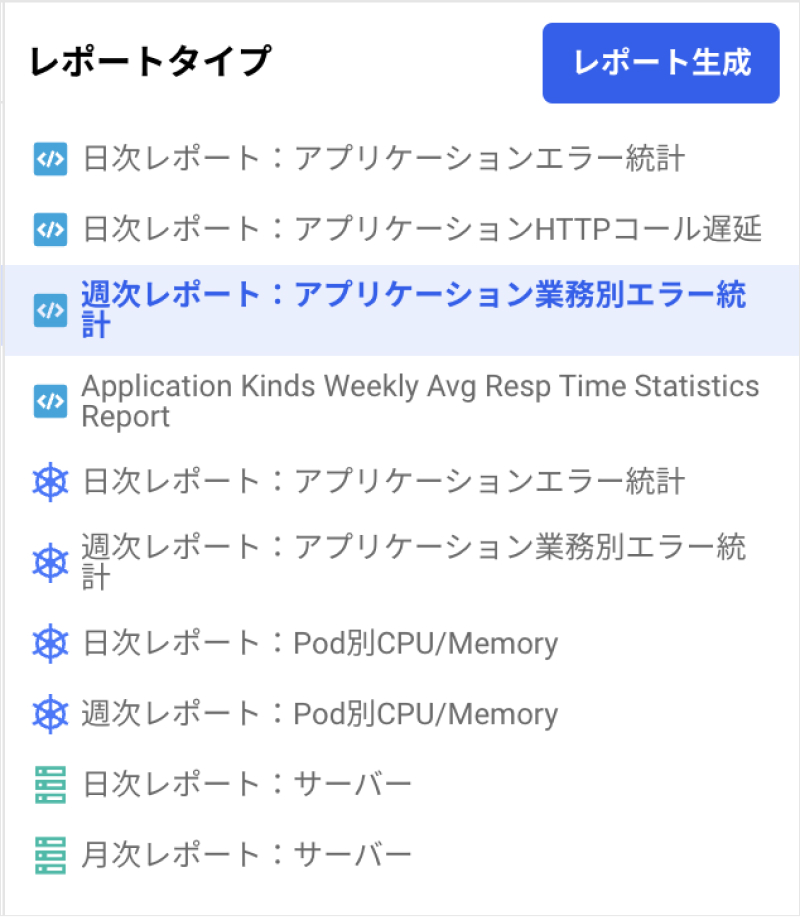 レポートタイプ
レポート生成
日次レポート：アプリケーションエラー統計
日次レポート：アプリケーションHTTPコール遅延
週次レポート：アプリケーション業務別エラー統
計
Application Kinds Weekly Avg Resp Time Statistics
Report
日次レポート：アプリケーションエラー統計
週次レポート：アプリケーション業務別エラー統
計
日次レポート：Pod別CPU/Memory
週次レポート：Pod別CPU/Memory
日次レポート：サーバー
月次レポート：サーバー